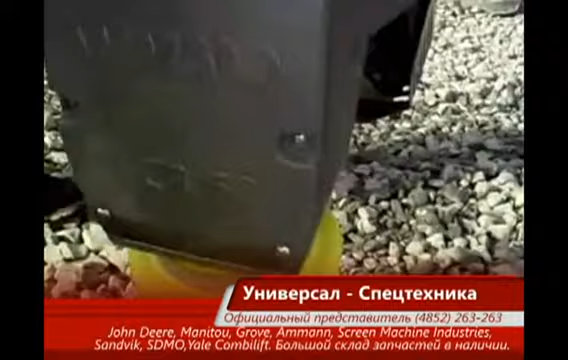 Универсал - Спецтехника
Официальный представитель (4852) 263-263
John Deere, Manitou, Grove, Ammann, Screen Machine Industries,
Sandvik, SDMO,Yale Combilift. Большой склад запчастей в наличии.